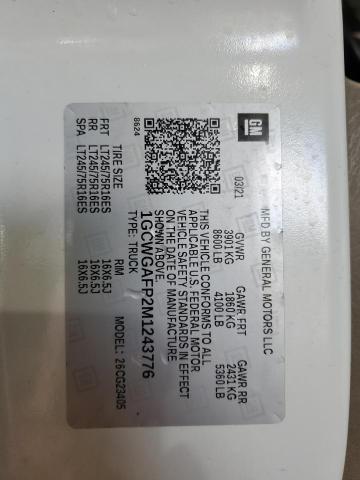 GM
MFD BY GENERAL MOTORS LLC
03/21
GVWR GAWR FRT GAWR RR
3901 KG 1860 KG 2431 KG
8600 LB 4100 LB 5360 LB
THIS VEHICLE CONFORMS TO ALL
APPLICABLE U.S. FEDERAL MOTOR
VEHICLE SAFETY STANDARDS IN EFFECT
ON THE DATE OF MANUFACTURE
SHOWN ABOVE.
1GCWGAFP2M1243776
TYPE: TRUCK MODEL: 26CG23405
8624
TIRE SIZE RIM
FRT LT245/75R16ES 16X6.5J
RR LT245/75R16ES 16X6.5J
SPA LT245/75R16ES 16X6.5J